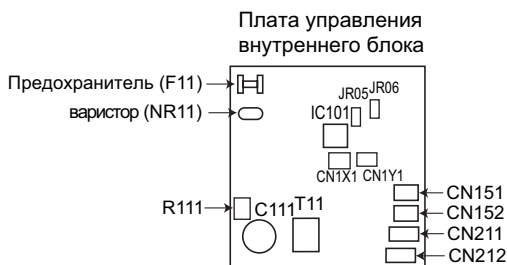 Плата управления
внутреннего блока
Предохранитель (F11)
варистор (NR11)
JR05 JR06
IC101
CN1X1 CN1Y1
R111
C111 T11
CN151
CN152
CN211
CN212